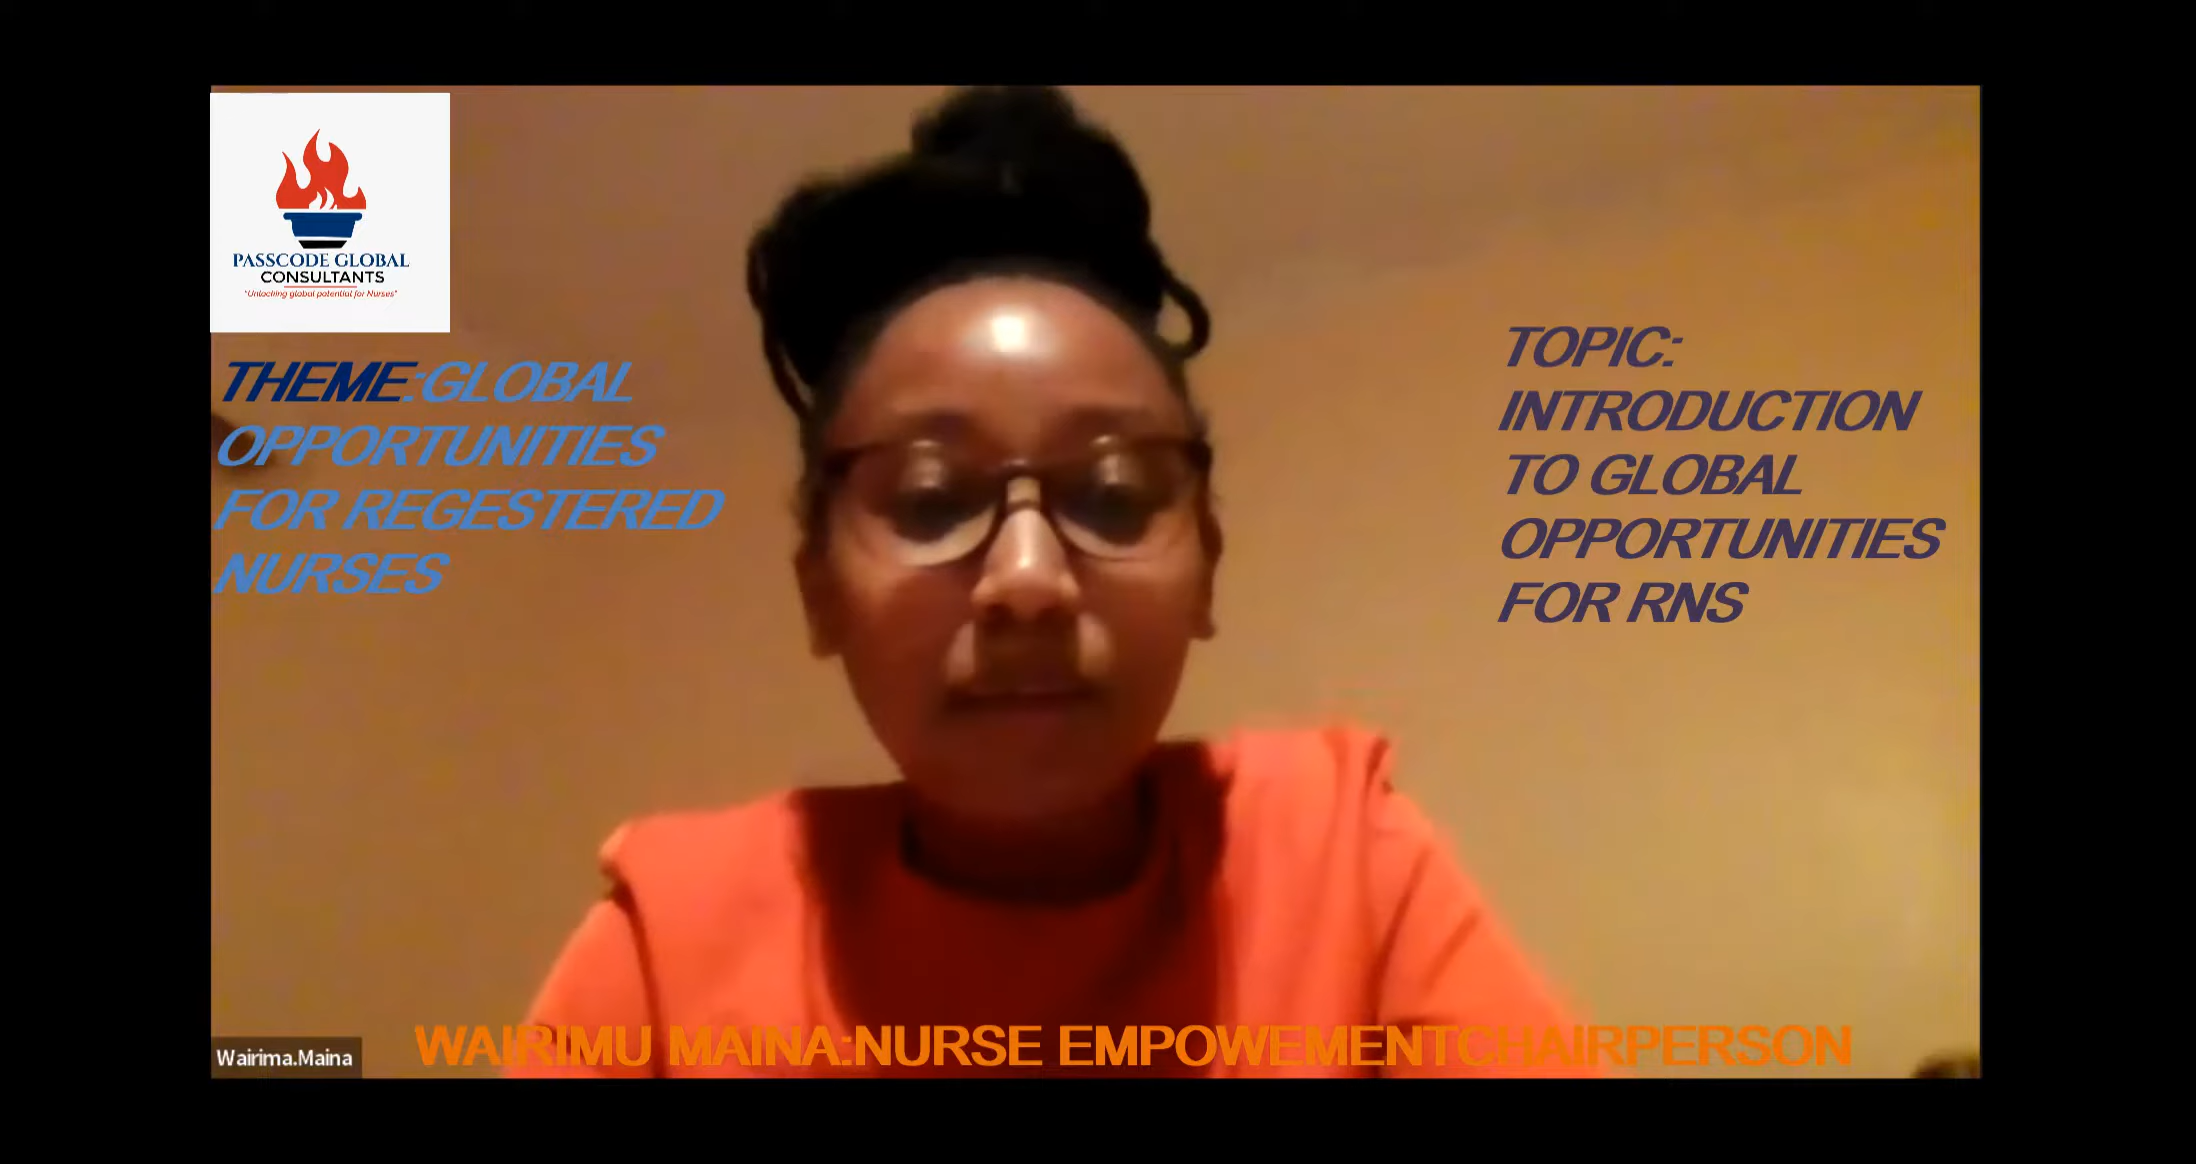 PASSCODE GLOBAL
CONSULTANTS
"Unlocking global potential for Nurses"
THEME:GLOBAL
OPPORTUNITIES
FOR REGESTERED
NURSES
TOPIC:
INTRODUCTION
TO GLOBAL
OPPORTUNITIES
FOR RNS
Wairima.Maina
WAIRIMU MAINA:NURSE EMPOWEMENTCHAIRPERSON